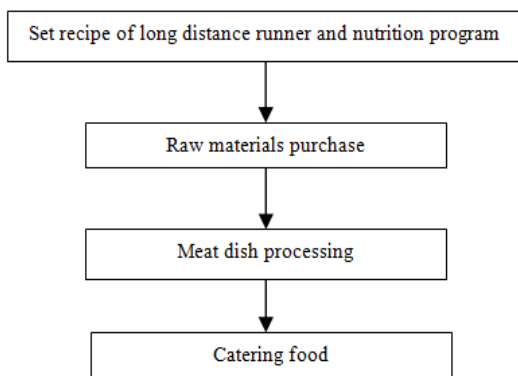 Set recipe of long distance runner and nutrition program
Raw materials purchase
Meat dish processing
Catering food